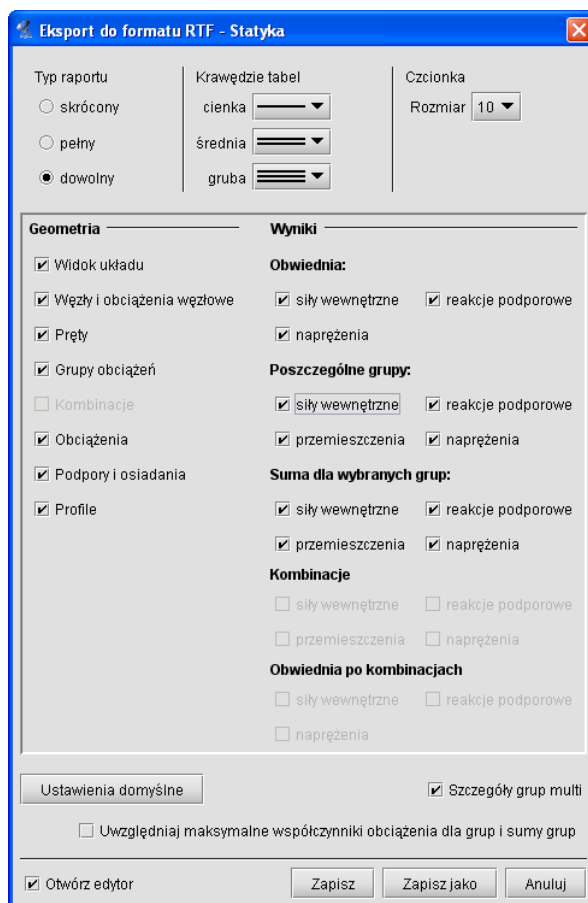 Eksport do formatu RTF - Statyka
Typ raportu
Krawędzie tabel
Czcionka
skrócony
cienka
Rozmiar 10
pełny
średnia
dowolny
gruba
Geometria
Wyniki
Widok układu
Obwiednia:
Węzły i obciążenia węzłowe
siły wewnętrzne
reakcje podporowe
Pręty
naprężenia
Grupy obciążeń
Poszczególne grupy:
Kombinacje
siły wewnętrzne
reakcje podporowe
Obciążenia
przemieszczenia
naprężenia
Podpory i osiadania
Suma dla wybranych grup:
Profile
siły wewnętrzne
reakcje podporowe
przemieszczenia
naprężenia
Kombinacje
siły wewnętrzne
reakcje podporowe
przemieszczenia
naprężenia
Obwiednia po kombinacjach
siły wewnętrzne
reakcje podporowe
naprężenia
Ustawienia domyślne
Szczegóły grup multi
Uwzględniaj maksymalne współczynniki obciążenia dla grup i sumy grup
Otwórz edytor
Zapisz
Zapisz jako
Anuluj